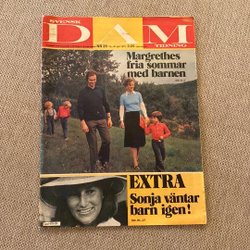 SVENSK
DAM
TIDNING
Margrethes
fria sommar
med barnen
EXTRA
Sonja väntar
barn igen!